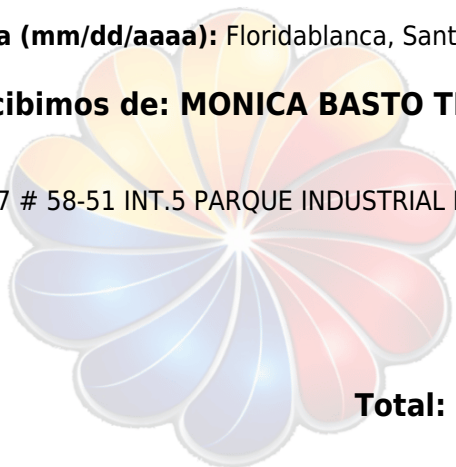 a (mm/dd/aaaa): Floridablanca, Sant
cibimos de: MONICA BASTO T
7 # 58-51 INT.5 PARQUE INDUSTRIAL
Total: